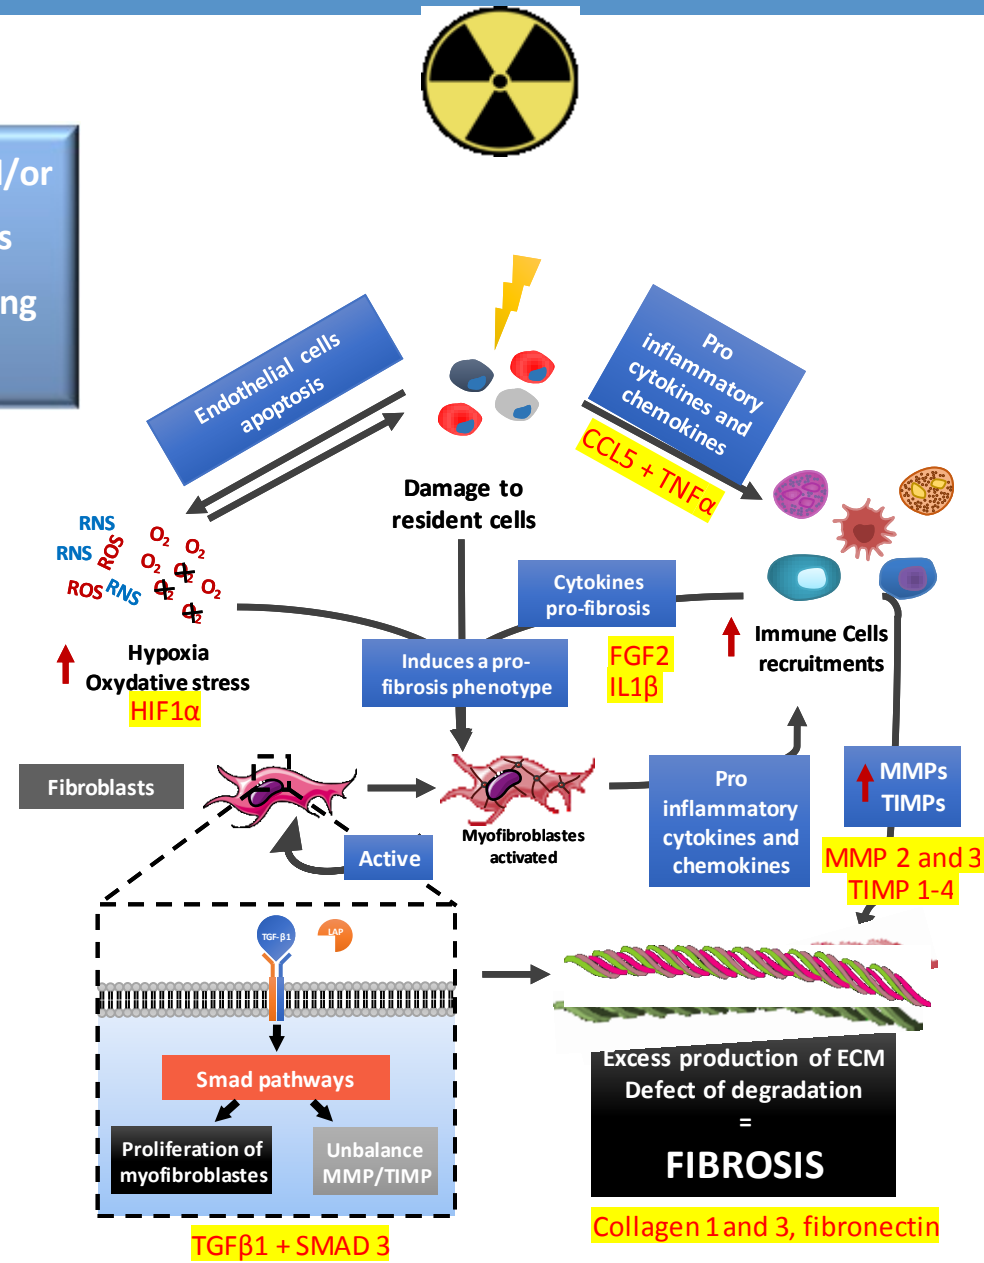 d/or
s
ng
Endothelial cells
apoptosis
Pro
inflammatory
cytokines and
chemokines
CCL5 + TNFα
Damage to
resident cells
RNS
RNS
ROS
ROS
RNS
O2
O2
O2
O2
O2
O2
O2
Hypoxia
Oxydative stress
HIF1α
Cytokines
pro-fibrosis
FGF2
IL1β
Immune Cells
recruitments
Induces a pro-
fibrosis phenotype
Fibroblasts
Myofibroblastes
activated
Active
Pro
inflammatory
cytokines and
chemokines
MMPs
TIMPs
MMP 2 and 3
TIMP 1-4
TGF-β1
LAP
Smad pathways
Proliferation of
myofibroblastes
Unbalance
MMP/TIMP
TGFβ1 + SMAD 3
Excess production of ECM
Defect of degradation
=
FIBROSIS
Collagen 1 and 3, fibronectin